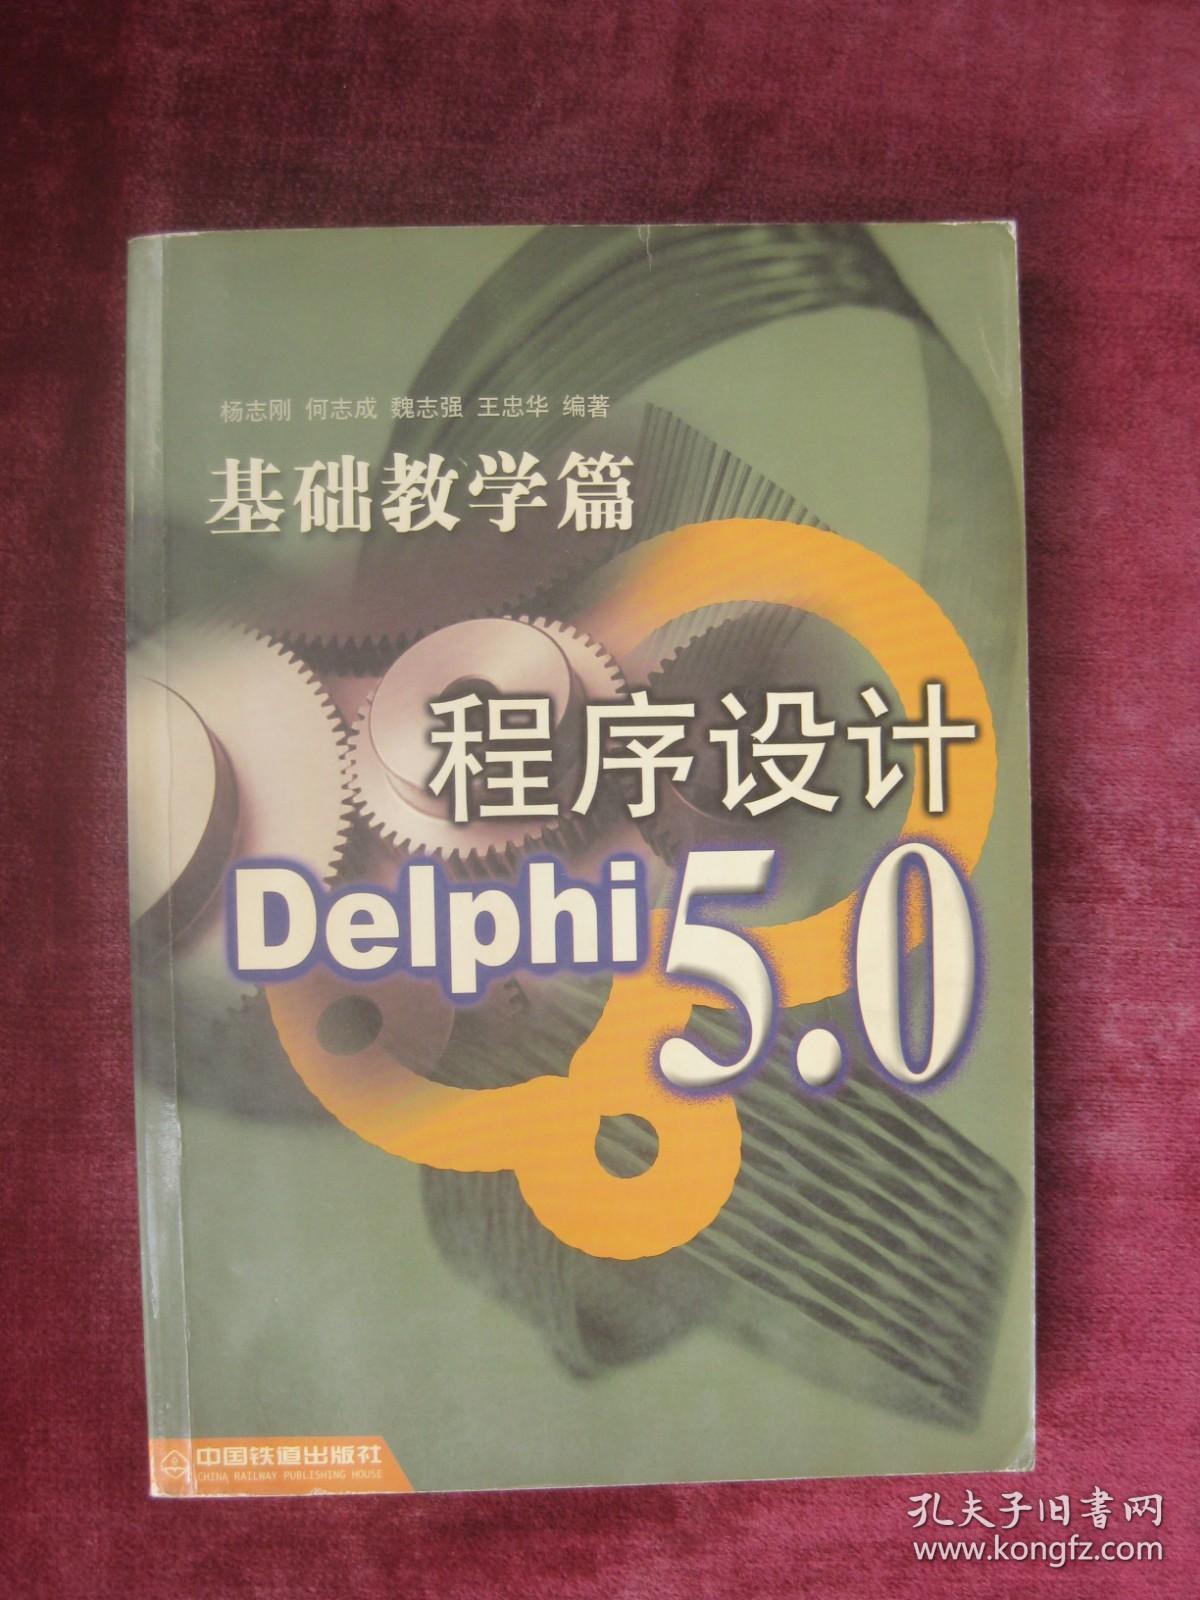 杨志刚 何志成 魏志强 王忠华 编著
基础教学篇
程序设计
Delphi 5.0
中国铁道出版社
CHINA RAILWAY PUBLISHING HOUSE
孔夫子旧书网
www.kongfz.com